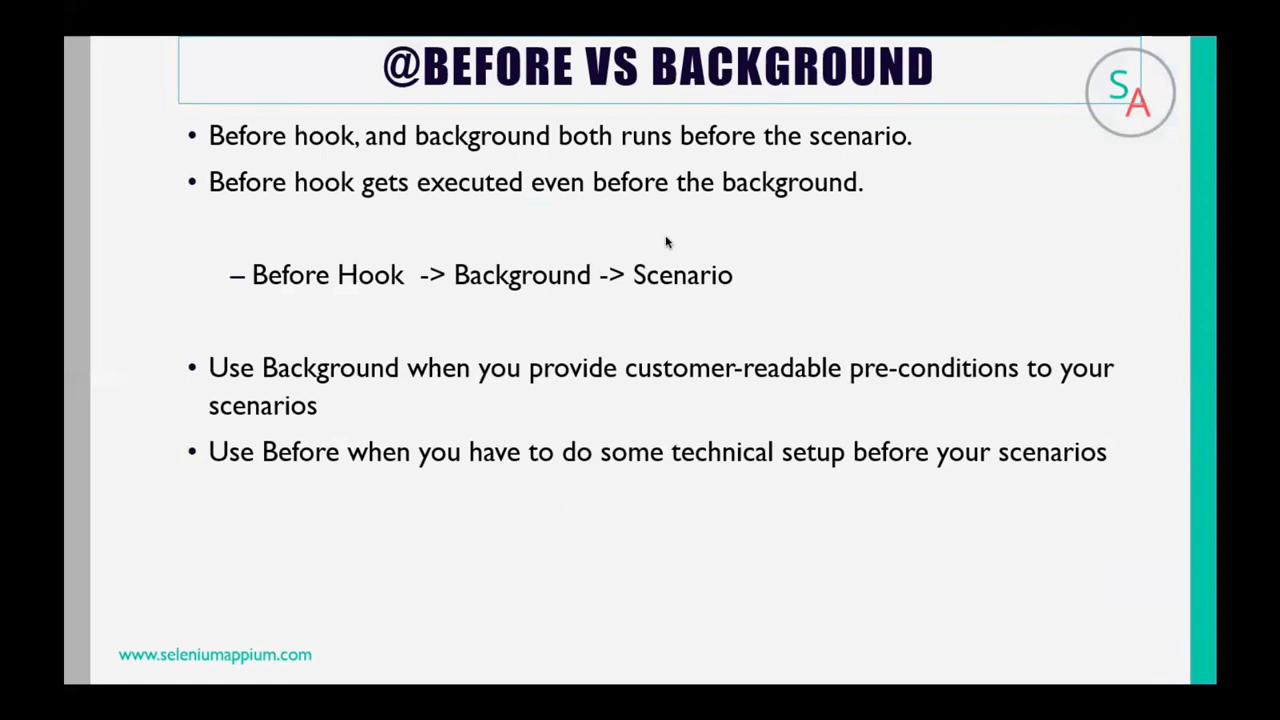 @BEFORE VS BACKGROUND
S
A
• Before hook, and background both runs before the scenario.
• Before hook gets executed even before the background.
– Before Hook -> Background -> Scenario
• Use Background when you provide customer-readable pre-conditions to your
scenarios
• Use Before when you have to do some technical setup before your scenarios
www.seleniumappium.com